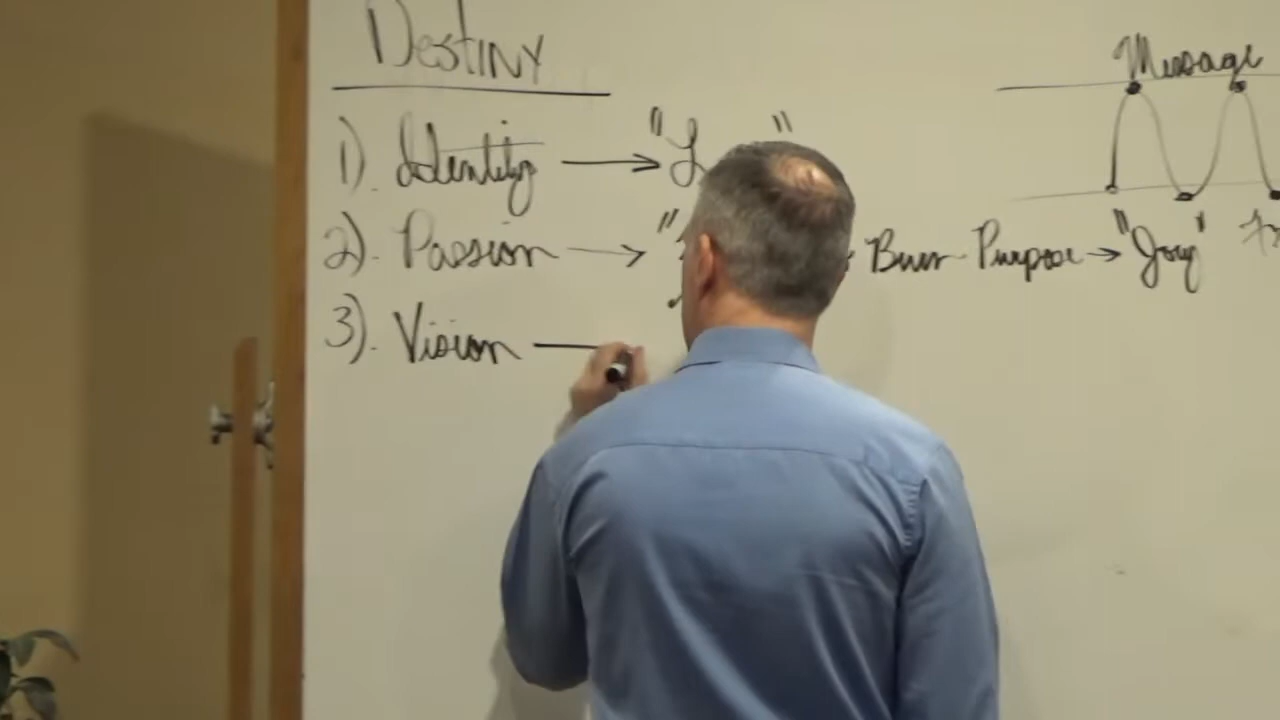 Destiny
1). Identity → "L
2). Passion → " Burn Purpose → "Joy"
3). Vision —
Message